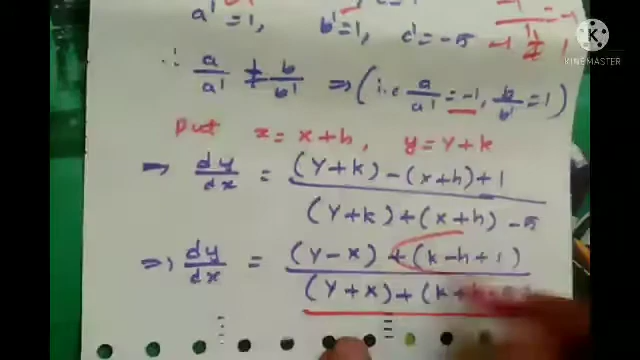 a' = 1, b' = 1, c' = -5
∴ a/a' ≠ b/b' ⇒ (i.e a/a' = -1, b/b' = 1)
Put x = X+h, y = Y+k
⇒ dy/dx = (Y+k) - (X+h) + 1 / (Y+k) + (X+h) - 5
⇒ dy/dx = (Y-X) + (k-h+1) / (Y+X) + (k+h
KINEMASTER